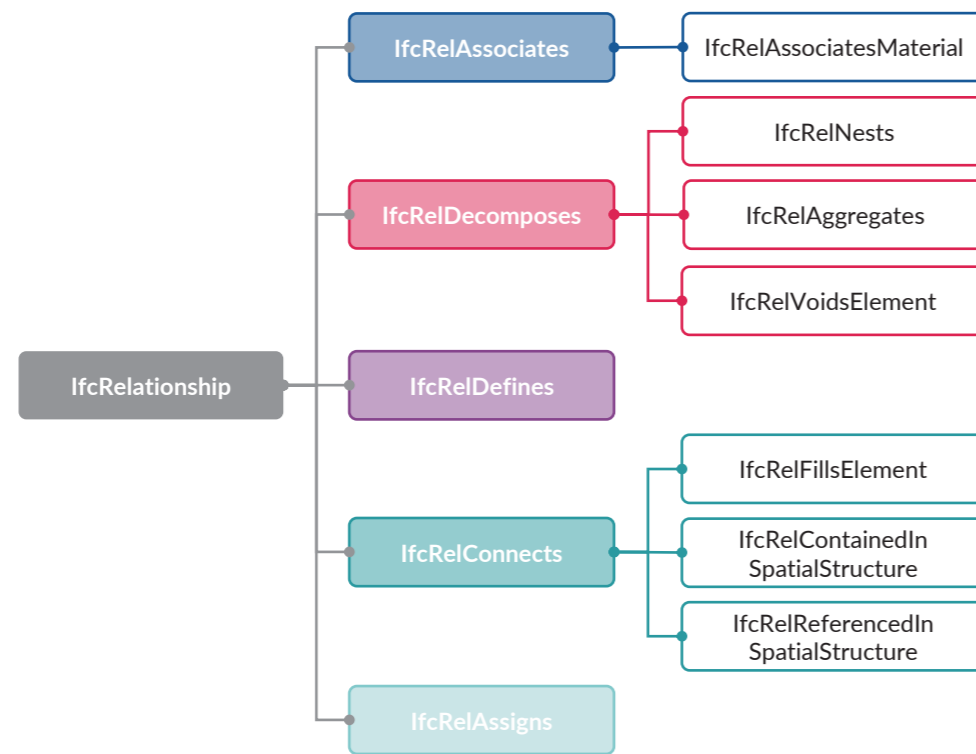 IfcRelAssociates
IfcRelAssociatesMaterial
IfcRelNests
IfcRelDecomposes
IfcRelAggregates
IfcRelVoidsElement
IfcRelationship
IfcRelDefines
IfcRelFillsElement
IfcRelConnects
IfcRelContainedIn
SpatialStructure
IfcRelReferencedIn
SpatialStructure
IfcRelAssigns